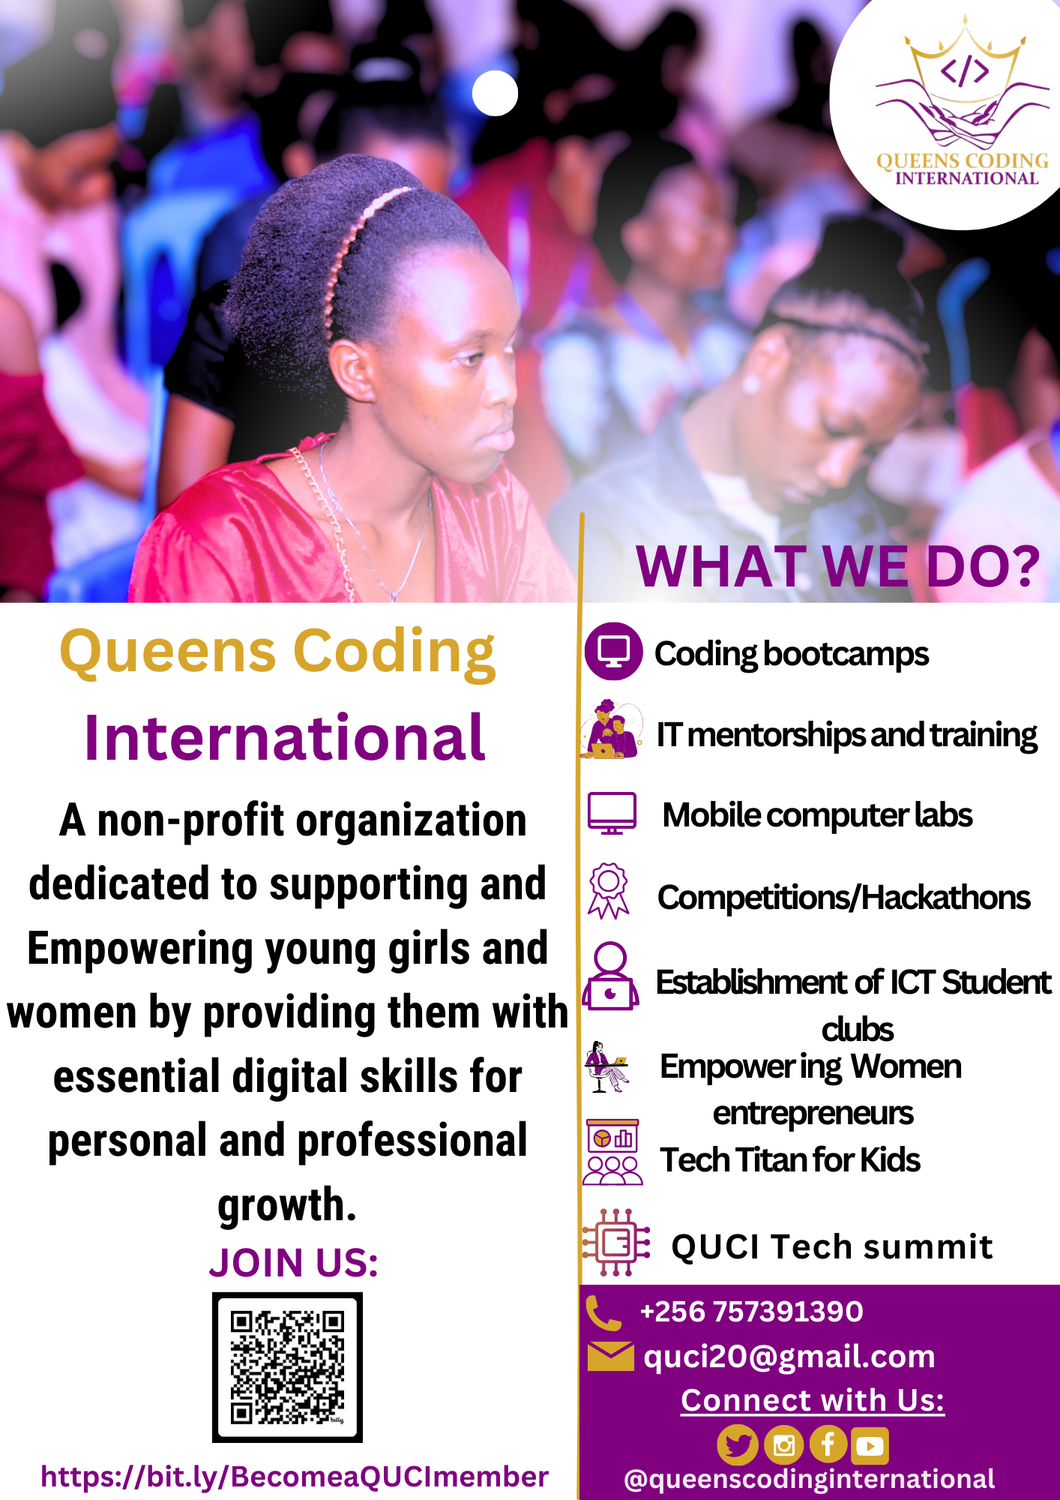 </>
QUEENS CODING
INTERNATIONAL
WHAT WE DO?
Queens Coding
International
A non-profit organization
dedicated to supporting and
Empowering young girls and
women by providing them with
essential digital skills for
personal and professional
growth.
JOIN US:
bitly
https://bit.ly/BecomeaQUCImember
Coding bootcamps
IT mentorships and training
Mobile computer labs
Competitions/Hackathons
Establishment of ICT Student
clubs
Empowering Women
entrepreneurs
Tech Titan for Kids
QUCI Tech summit
+256 757391390
quci20@gmail.com
Connect with Us:
@queenscodinginternational